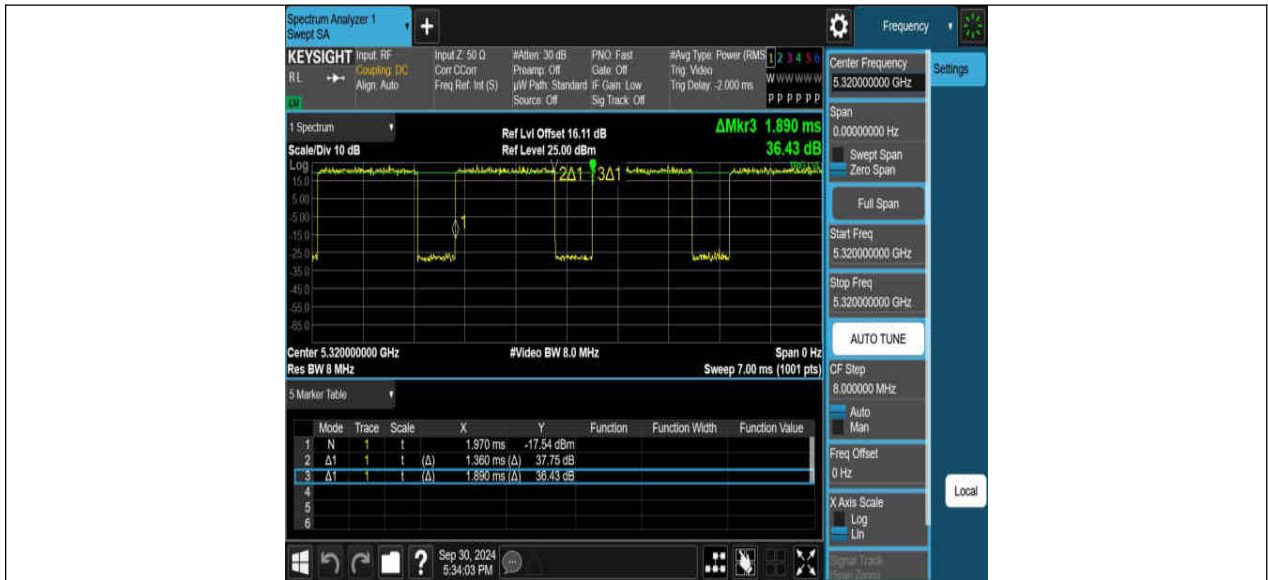 Spectrum Analyzer 1
Swept SA
+
Frequency
KEYSIGHT
RL
Input: RF
Coupling: DC
Align: Auto
Input Z: 50 Ω
Corr CCorr
Freq Ref: Int (S)
#Atten: 30 dB
Preamp: Off
µW Path: Standard
Source: Off
PNO: Fast
Gate: Off
IF Gain: Low
Sig Track: Off
#Avg Type: Power (RMS
Trig: Video
Trig Delay: -2.000 ms
1 2 3 4 5 6
W W W W W W
P P P P P P
1 Spectrum
Scale/Div 10 dB
Ref Lvl Offset 16.11 dB
Ref Level 25.00 dBm
ΔMkr3 1.890 ms
36.43 dB
Log
15.0
5.00
-5.00
-15.0
-25.0
-35.0
-45.0
-55.0
-65.0
2Δ1
3Δ1
1
Center 5.320000000 GHz
#Video BW 8.0 MHz
Span 0 Hz
Res BW 8 MHz
Sweep 7.00 ms (1001 pts)
5 Marker Table
Mode Trace Scale X Y Function Function Width Function Value
1 N 1 t 1.970 ms -17.54 dBm
2 Δ1 1 t (Δ) 1.360 ms (Δ) 37.75 dB
3 Δ1 1 t (Δ) 1.890 ms (Δ) 36.43 dB
4
5
6
?
Sep 30, 2024
5:34:03 PM
Center Frequency
5.320000000 GHz
Settings
Span
0.00000000 Hz
Swept Span
Zero Span
Full Span
Start Freq
5.320000000 GHz
Stop Freq
5.320000000 GHz
AUTO TUNE
CF Step
8.000000 MHz
Auto
Man
Freq Offset
0 Hz
X Axis Scale
Log
Lin
Signal Track
(Span Zoom)
Local